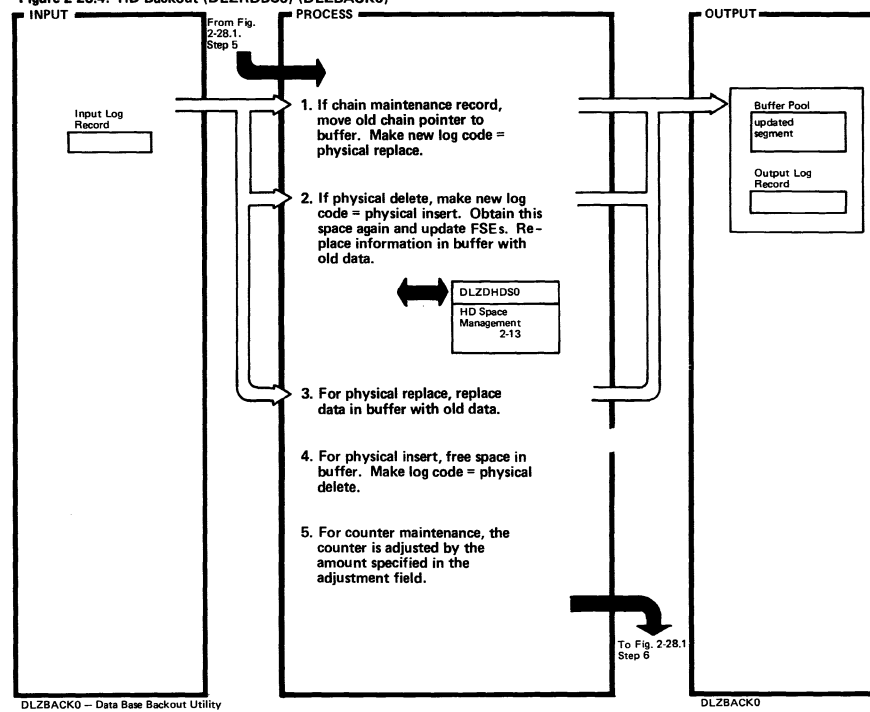 Figure 2-28.4. HD Backout (DLZRDBC0) (DLZBACK0)
INPUT
From Fig.
2-28.1.
Step 5
PROCESS
OUTPUT
Input Log
Record
1. If chain maintenance record,
move old chain pointer to
buffer. Make new log code =
physical replace.
2. If physical delete, make new log
code = physical insert. Obtain this
space again and update FSEs. Re-
place information in buffer with
old data.
DLZDHDS0
HD Space
Management
2-13
3. For physical replace, replace
data in buffer with old data.
4. For physical insert, free space in
buffer. Make log code = physical
delete.
5. For counter maintenance, the
counter is adjusted by the
amount specified in the
adjustment field.
Buffer Pool
updated
segment
Output Log
Record
To Fig. 2-28.1
Step 6
DLZBACK0 — Data Base Backout Utility
DLZBACK0